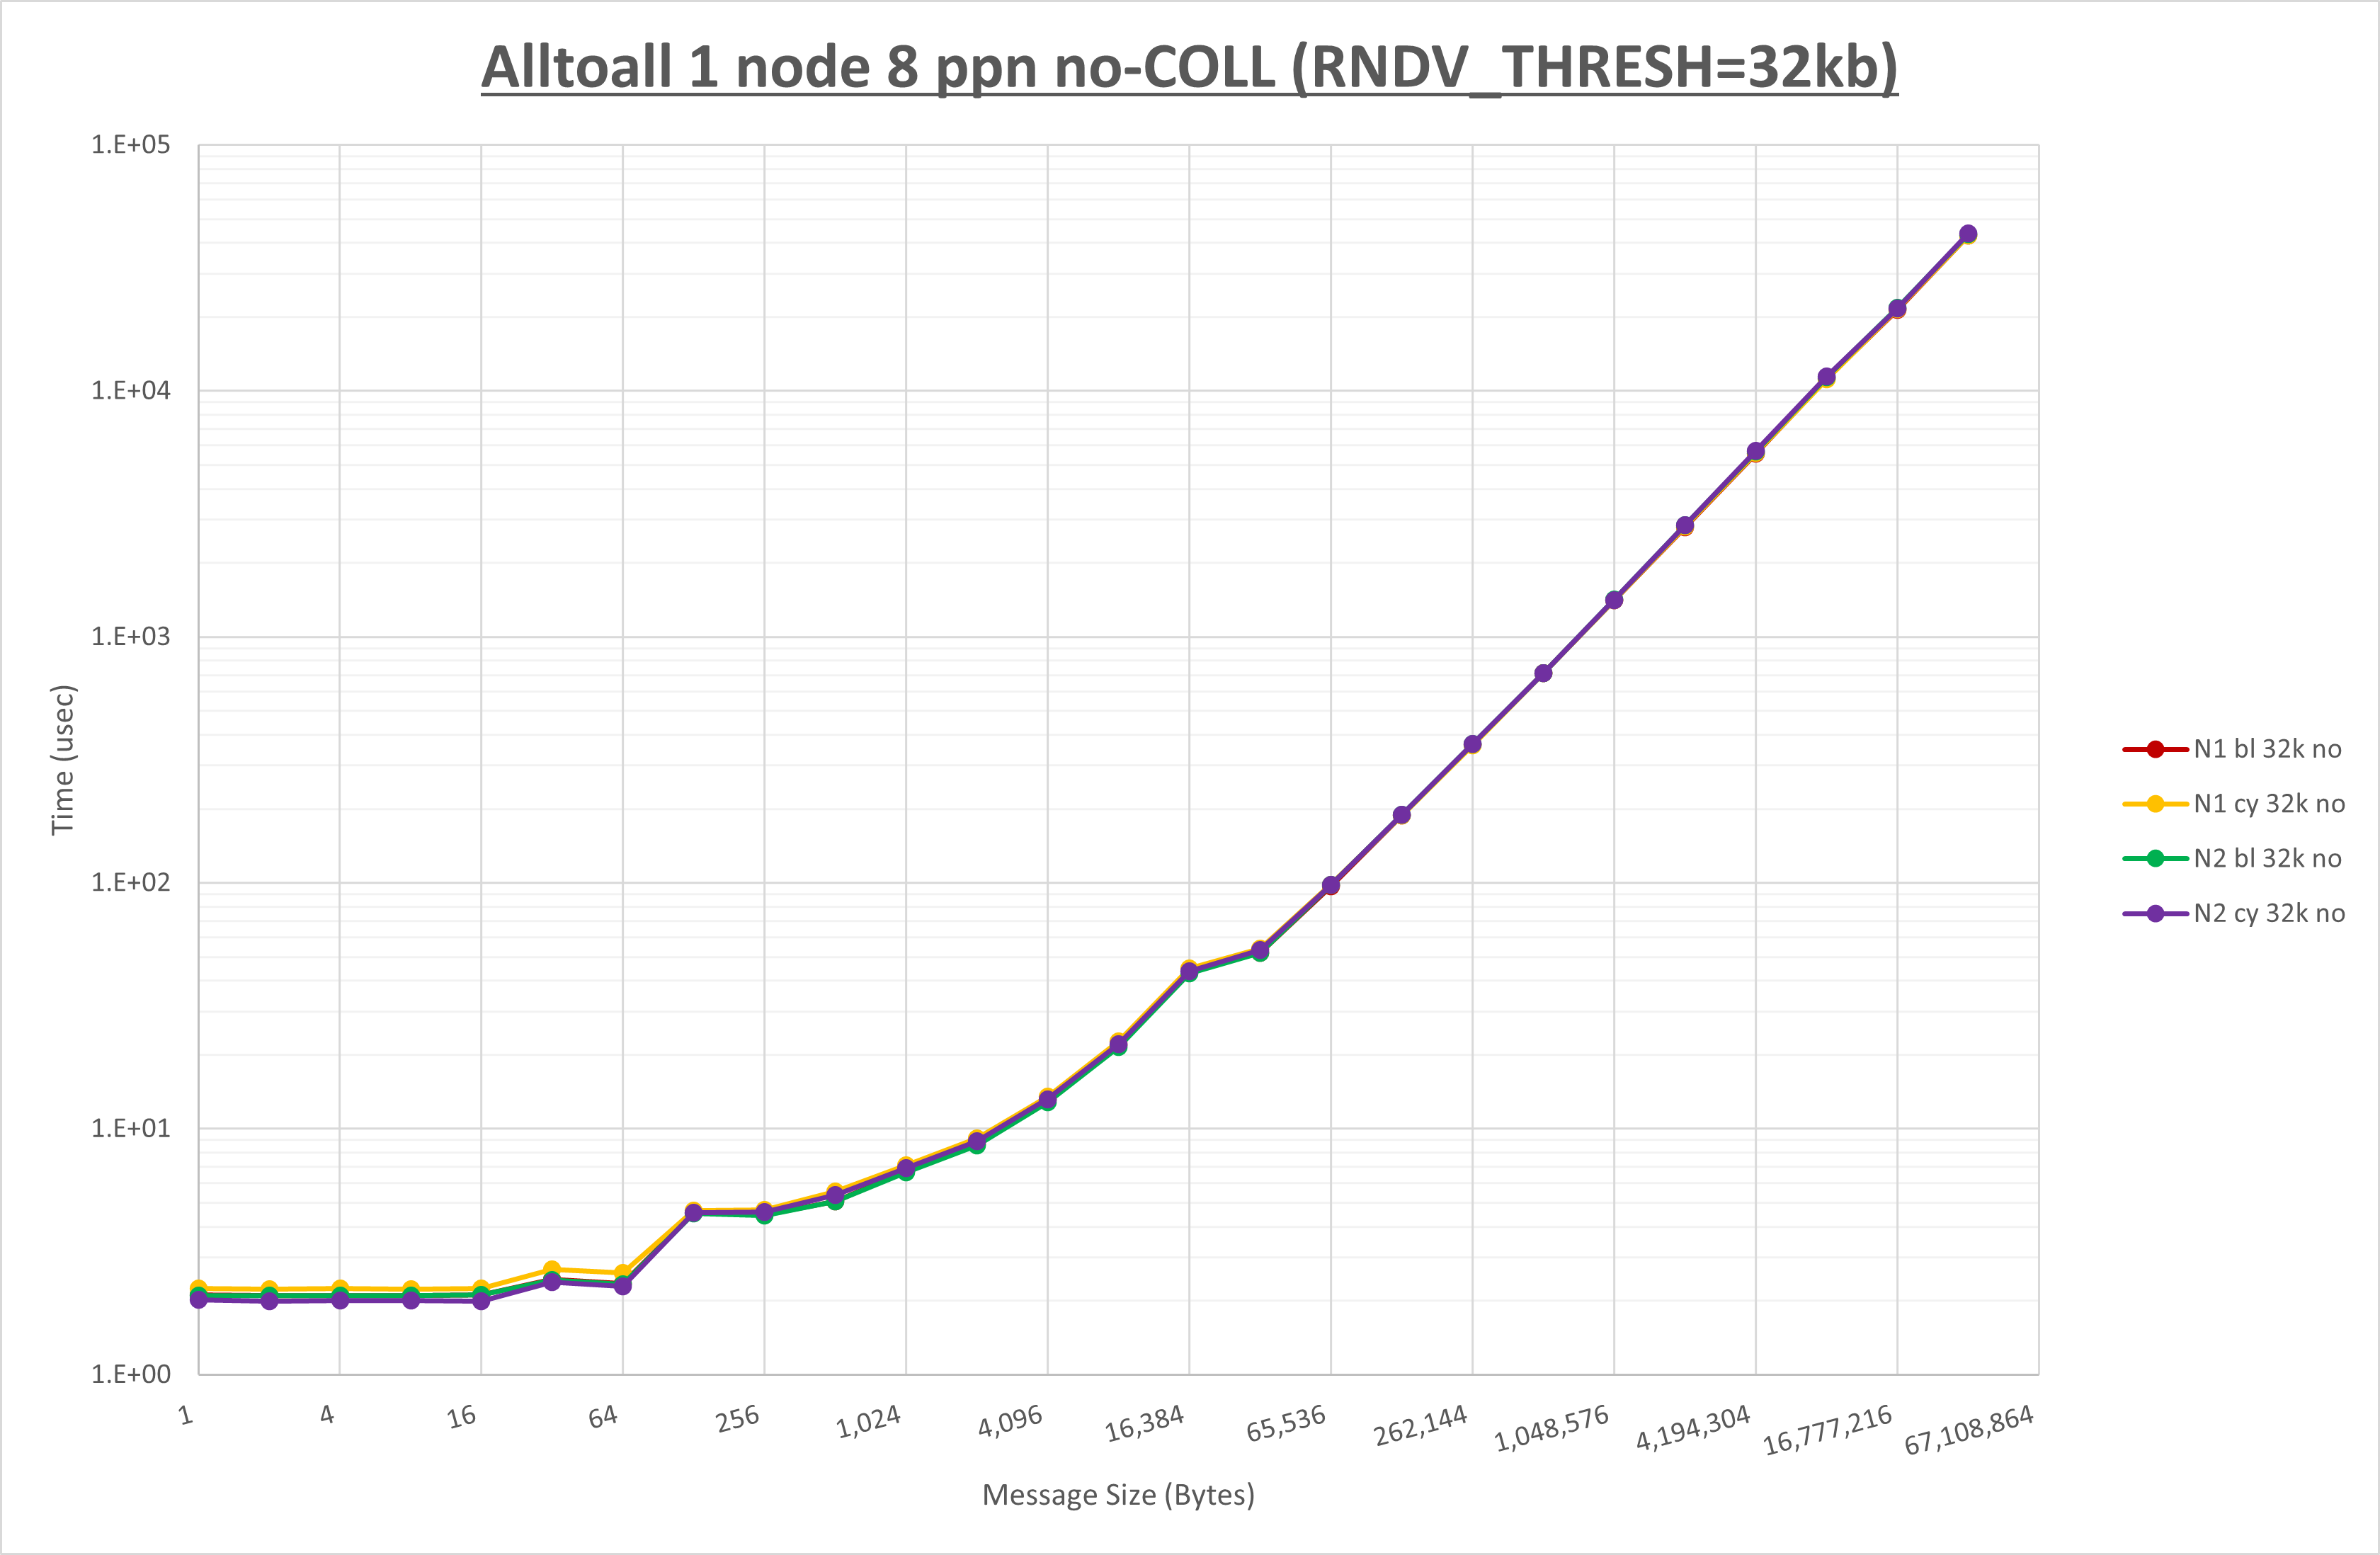 Alltoall 1 node 8 ppn no-COLL (RNDV_THRESH=32kb)
1.E+05
1.E+04
1.E+03
1.E+02
1.E+01
1.E+00
Time (usec)
1
4
16
64
256
1,024
4,096
16,384
65,536
262,144
1,048,576
4,194,304
16,777,216
67,108,864
Message Size (Bytes)
N1 bl 32k no
N1 cy 32k no
N2 bl 32k no
N2 cy 32k no